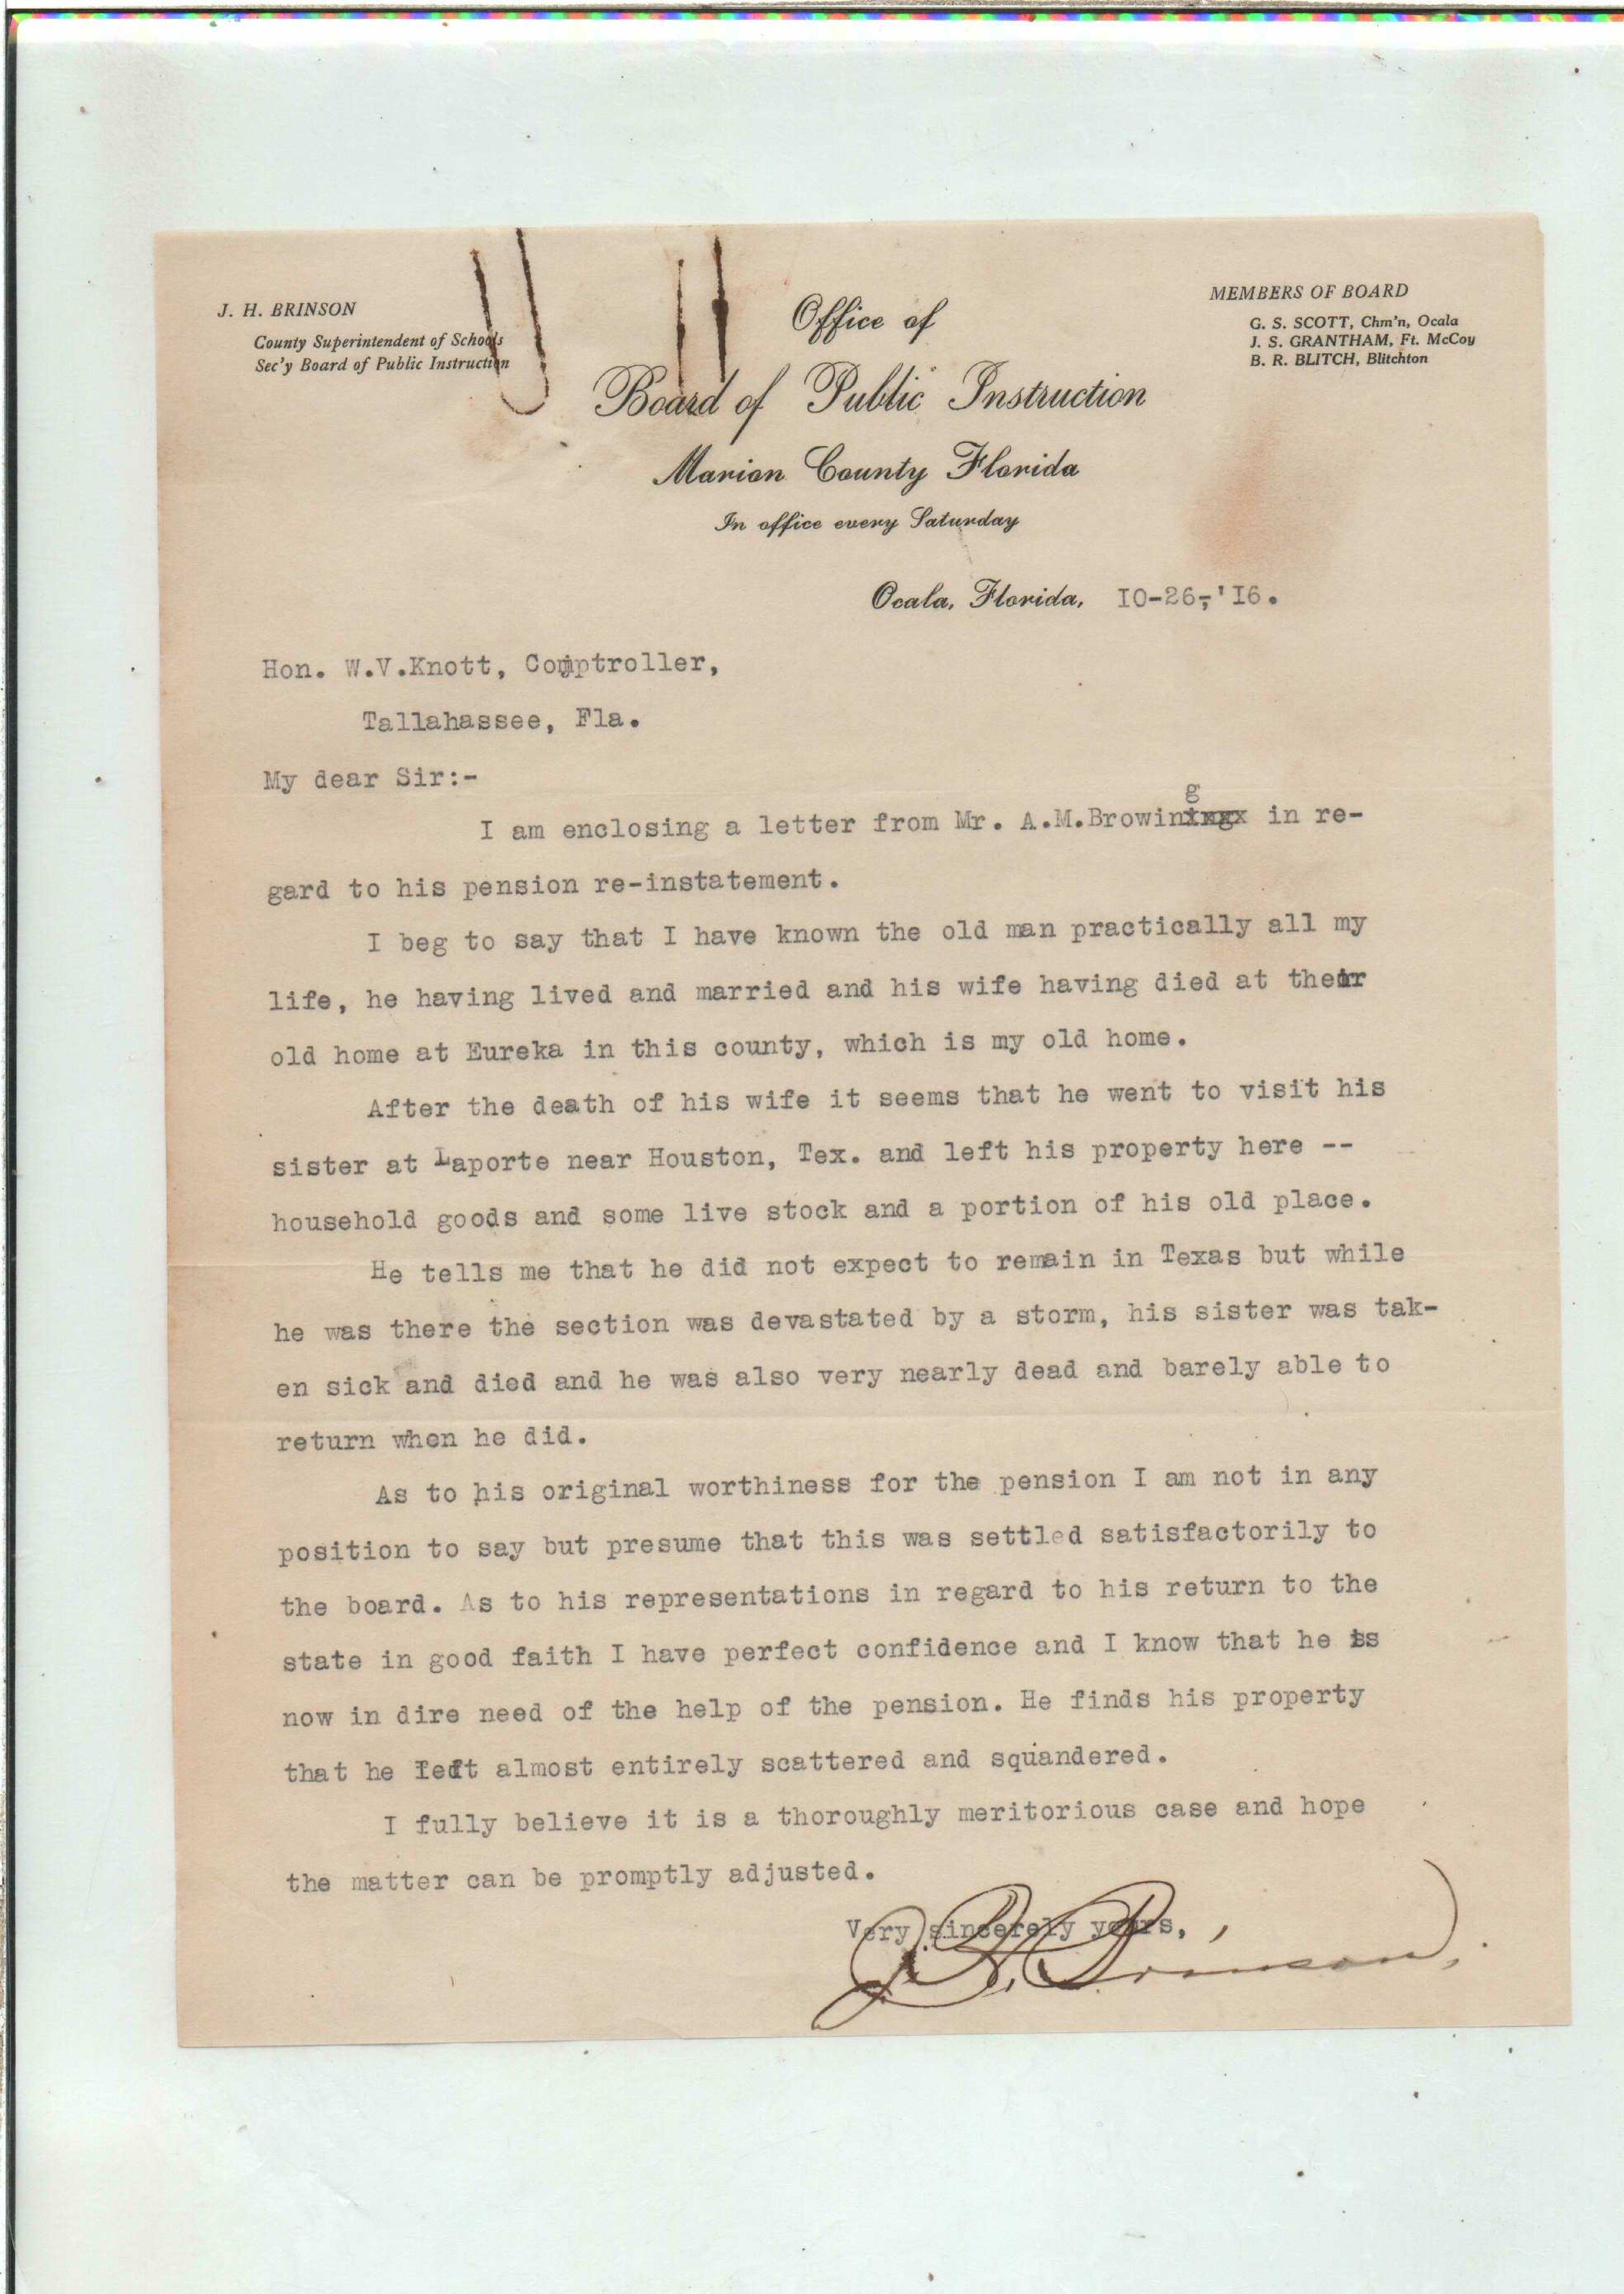 J. H. BRINSON
County Superintendent of Schools
Sec'y Board of Public Instruction
MEMBERS OF BOARD
G. S. SCOTT, Chm'n, Ocala
J. S. GRANTHAM, Ft. McCoy
B. R. BLITCH, Blitchton
Office of
Board of Public Instruction
Marion County Florida
In office every Saturday
Ocala, Florida, IO-26-,'I6.
Hon. W.V.Knott, Comptroller,
Tallahassee, Fla.
My dear Sir:-
I am enclosing a letter from Mr. A.M.Browing in re-
gard to his pension re-instatement.
I beg to say that I have known the old man practically all my
life, he having lived and married and his wife having died at their
old home at Eureka in this county, which is my old home.
After the death of his wife it seems that he went to visit his
sister at Laporte near Houston, Tex. and left his property here --
household goods and some live stock and a portion of his old place.
He tells me that he did not expect to remain in Texas but while
he was there the section was devastated by a storm, his sister was tak-
en sick and died and he was also very nearly dead and barely able to
return when he did.
As to his original worthiness for the pension I am not in any
position to say but presume that this was settled satisfactorily to
the board. As to his representations in regard to his return to the
state in good faith I have perfect confidence and I know that he is
now in dire need of the help of the pension. He finds his property
that he left almost entirely scattered and squandered.
I fully believe it is a thoroughly meritorious case and hope
the matter can be promptly adjusted.
Very sincerely yours,
J. H. Brinson,